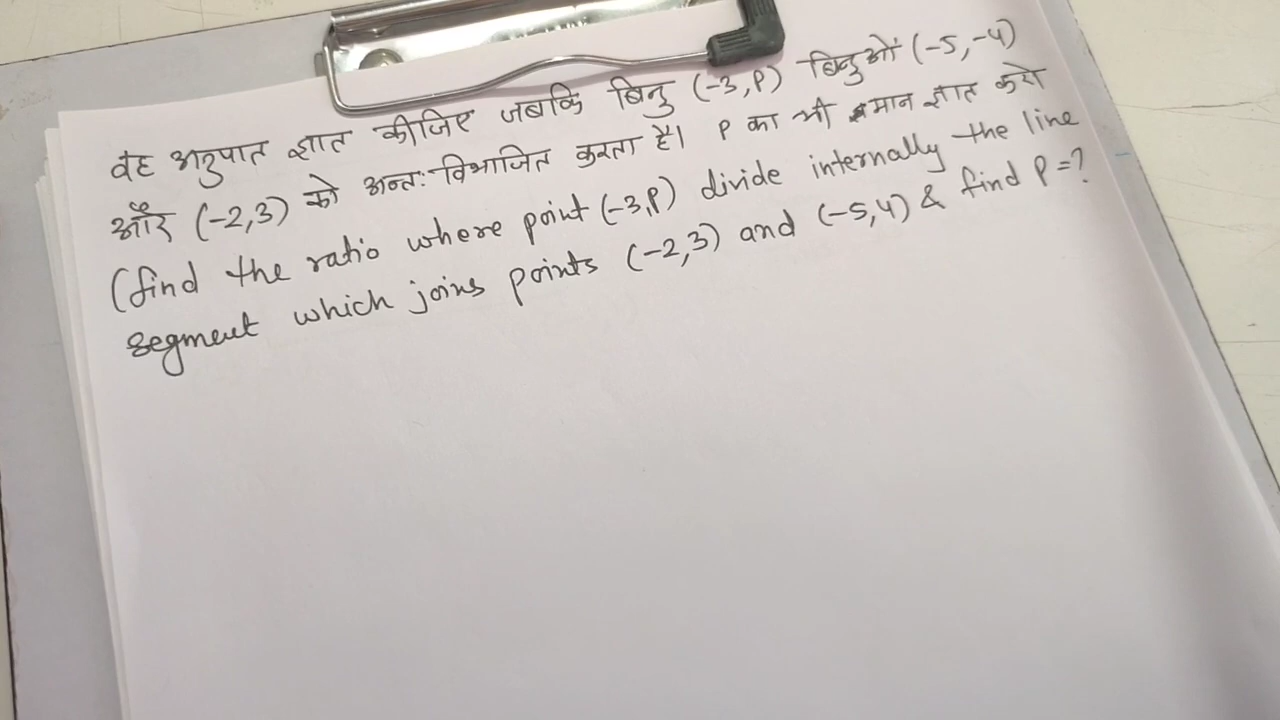 वह अनुपात ज्ञात कीजिए जबकि बिन्दु (-3,P) बिन्दुओं (-5,-4)
और (-2,3) को अन्तः विभाजित करता है। P का भी मान ज्ञात करो
(find the ratio where point (-3,P) divide internally the line
segment which joins points (-2,3) and (-5,4) & find P=?